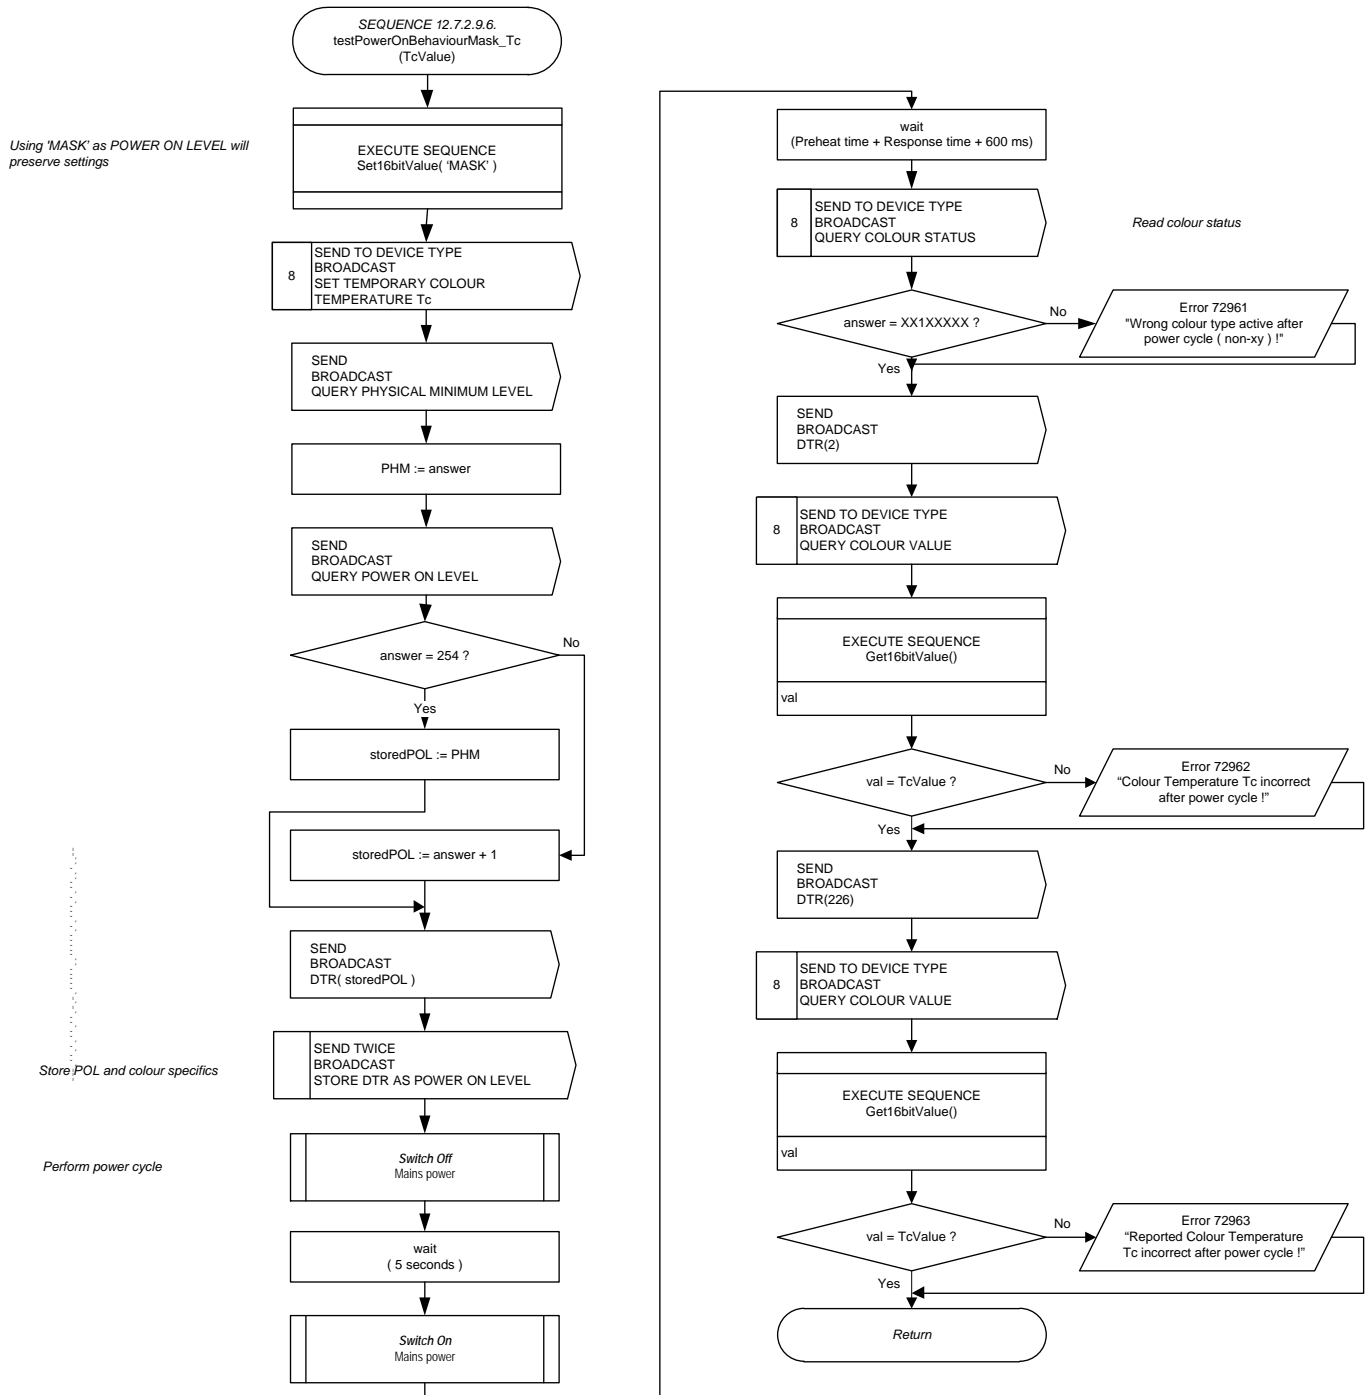 SEQUENCE 12.7.2.9.6.
testPowerOnBehaviourMask_Tc
(TcValue)
Using 'MASK' as POWER ON LEVEL will
preserve settings
EXECUTE SEQUENCE
Set16bitValue( 'MASK' )
8
SEND TO DEVICE TYPE
BROADCAST
SET TEMPORARY COLOUR
TEMPERATURE Tc
SEND
BROADCAST
QUERY PHYSICAL MINIMUM LEVEL
PHM := answer
SEND
BROADCAST
QUERY POWER ON LEVEL
answer = 254 ?
No
Yes
storedPOL := PHM
storedPOL := answer + 1
SEND
BROADCAST
DTR( storedPOL )
SEND TWICE
BROADCAST
STORE DTR AS POWER ON LEVEL
Store POL and colour specifics
Perform power cycle
Switch Off
Mains power
wait
( 5 seconds )
Switch On
Mains power
wait
(Preheat time + Response time + 600 ms)
8
SEND TO DEVICE TYPE
BROADCAST
QUERY COLOUR STATUS
Read colour status
answer = XX1XXXXX ?
No
Error 72961
"Wrong colour type active after
power cycle ( non-xy ) !"
Yes
SEND
BROADCAST
DTR(2)
8
SEND TO DEVICE TYPE
BROADCAST
QUERY COLOUR VALUE
EXECUTE SEQUENCE
Get16bitValue()
val
val = TcValue ?
No
Error 72962
“Colour Temperature Tc incorrect
after power cycle !”
Yes
SEND
BROADCAST
DTR(226)
8
SEND TO DEVICE TYPE
BROADCAST
QUERY COLOUR VALUE
EXECUTE SEQUENCE
Get16bitValue()
val
val = TcValue ?
No
Error 72963
“Reported Colour Temperature
Tc incorrect after power cycle !”
Yes
Return